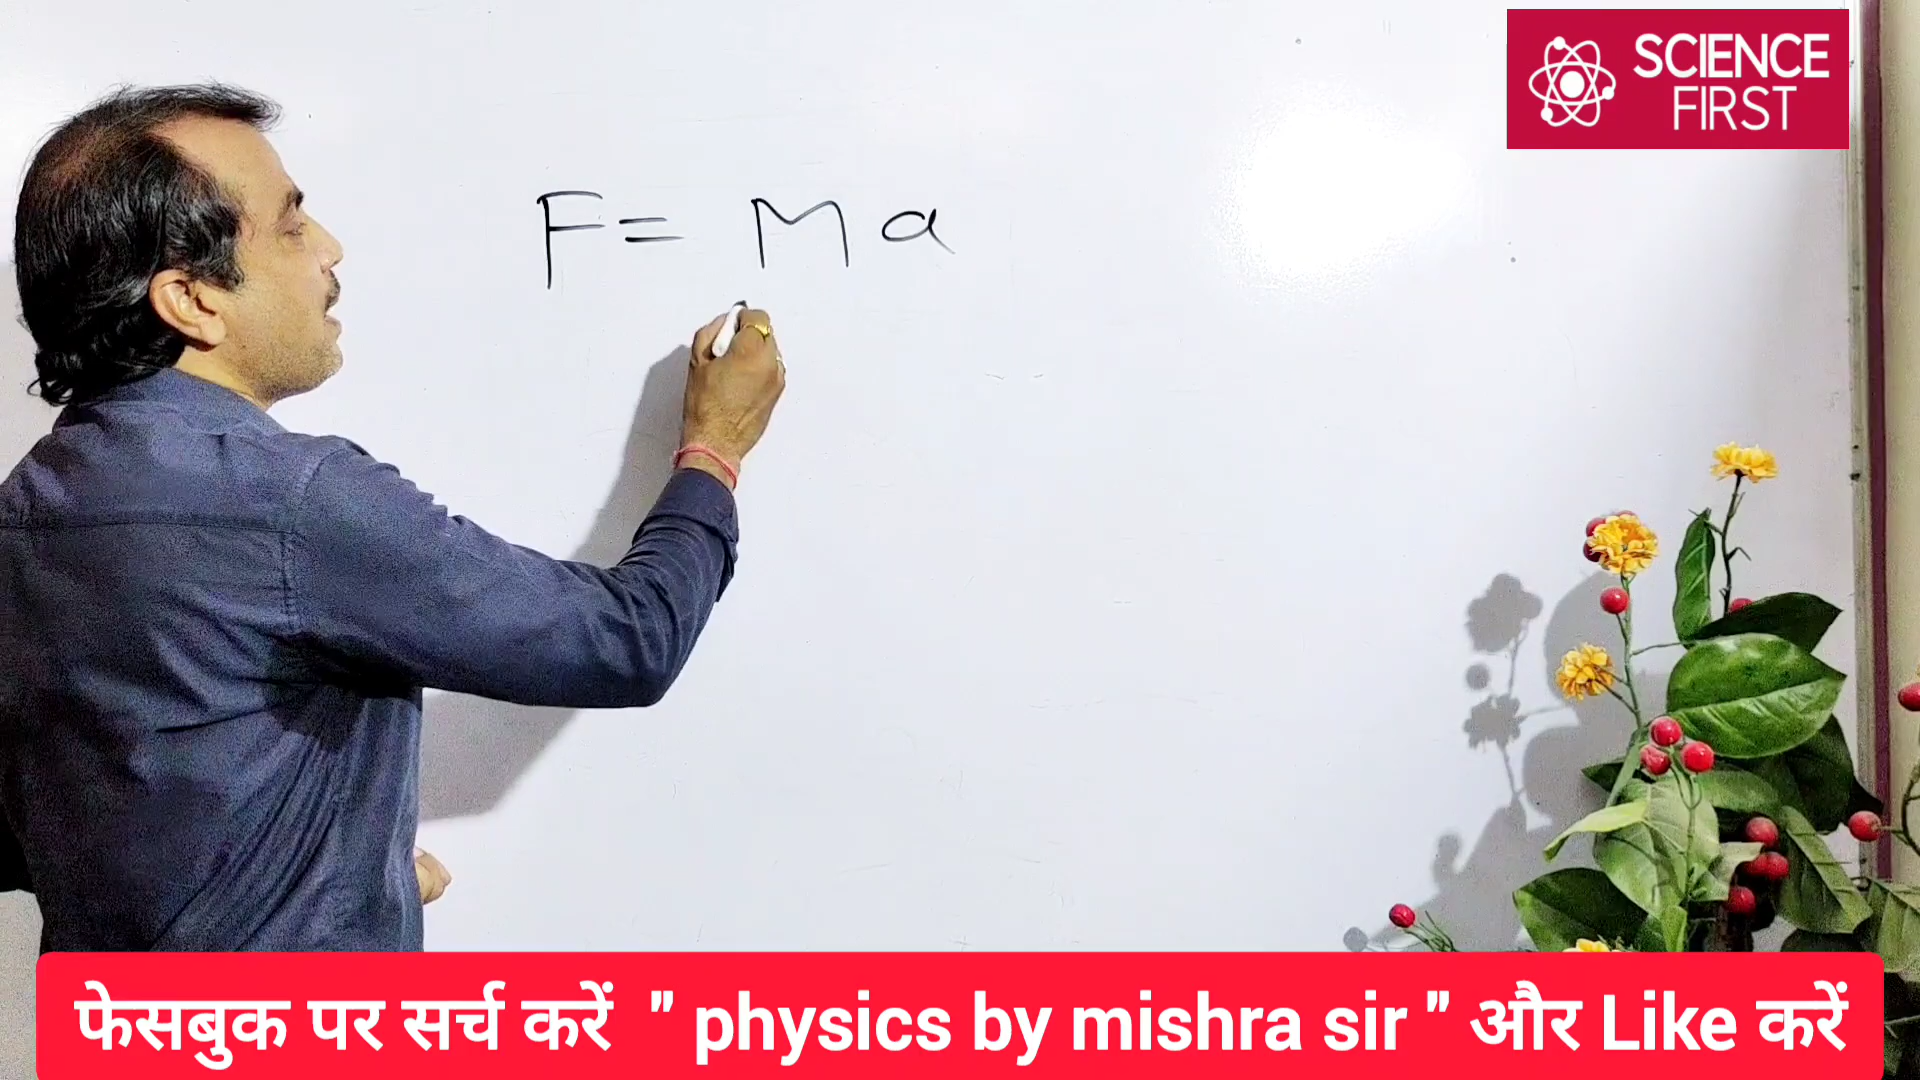 SCIENCE
FIRST
F= Ma
फेसबुक पर सर्च करें " physics by mishra sir " और Like करें